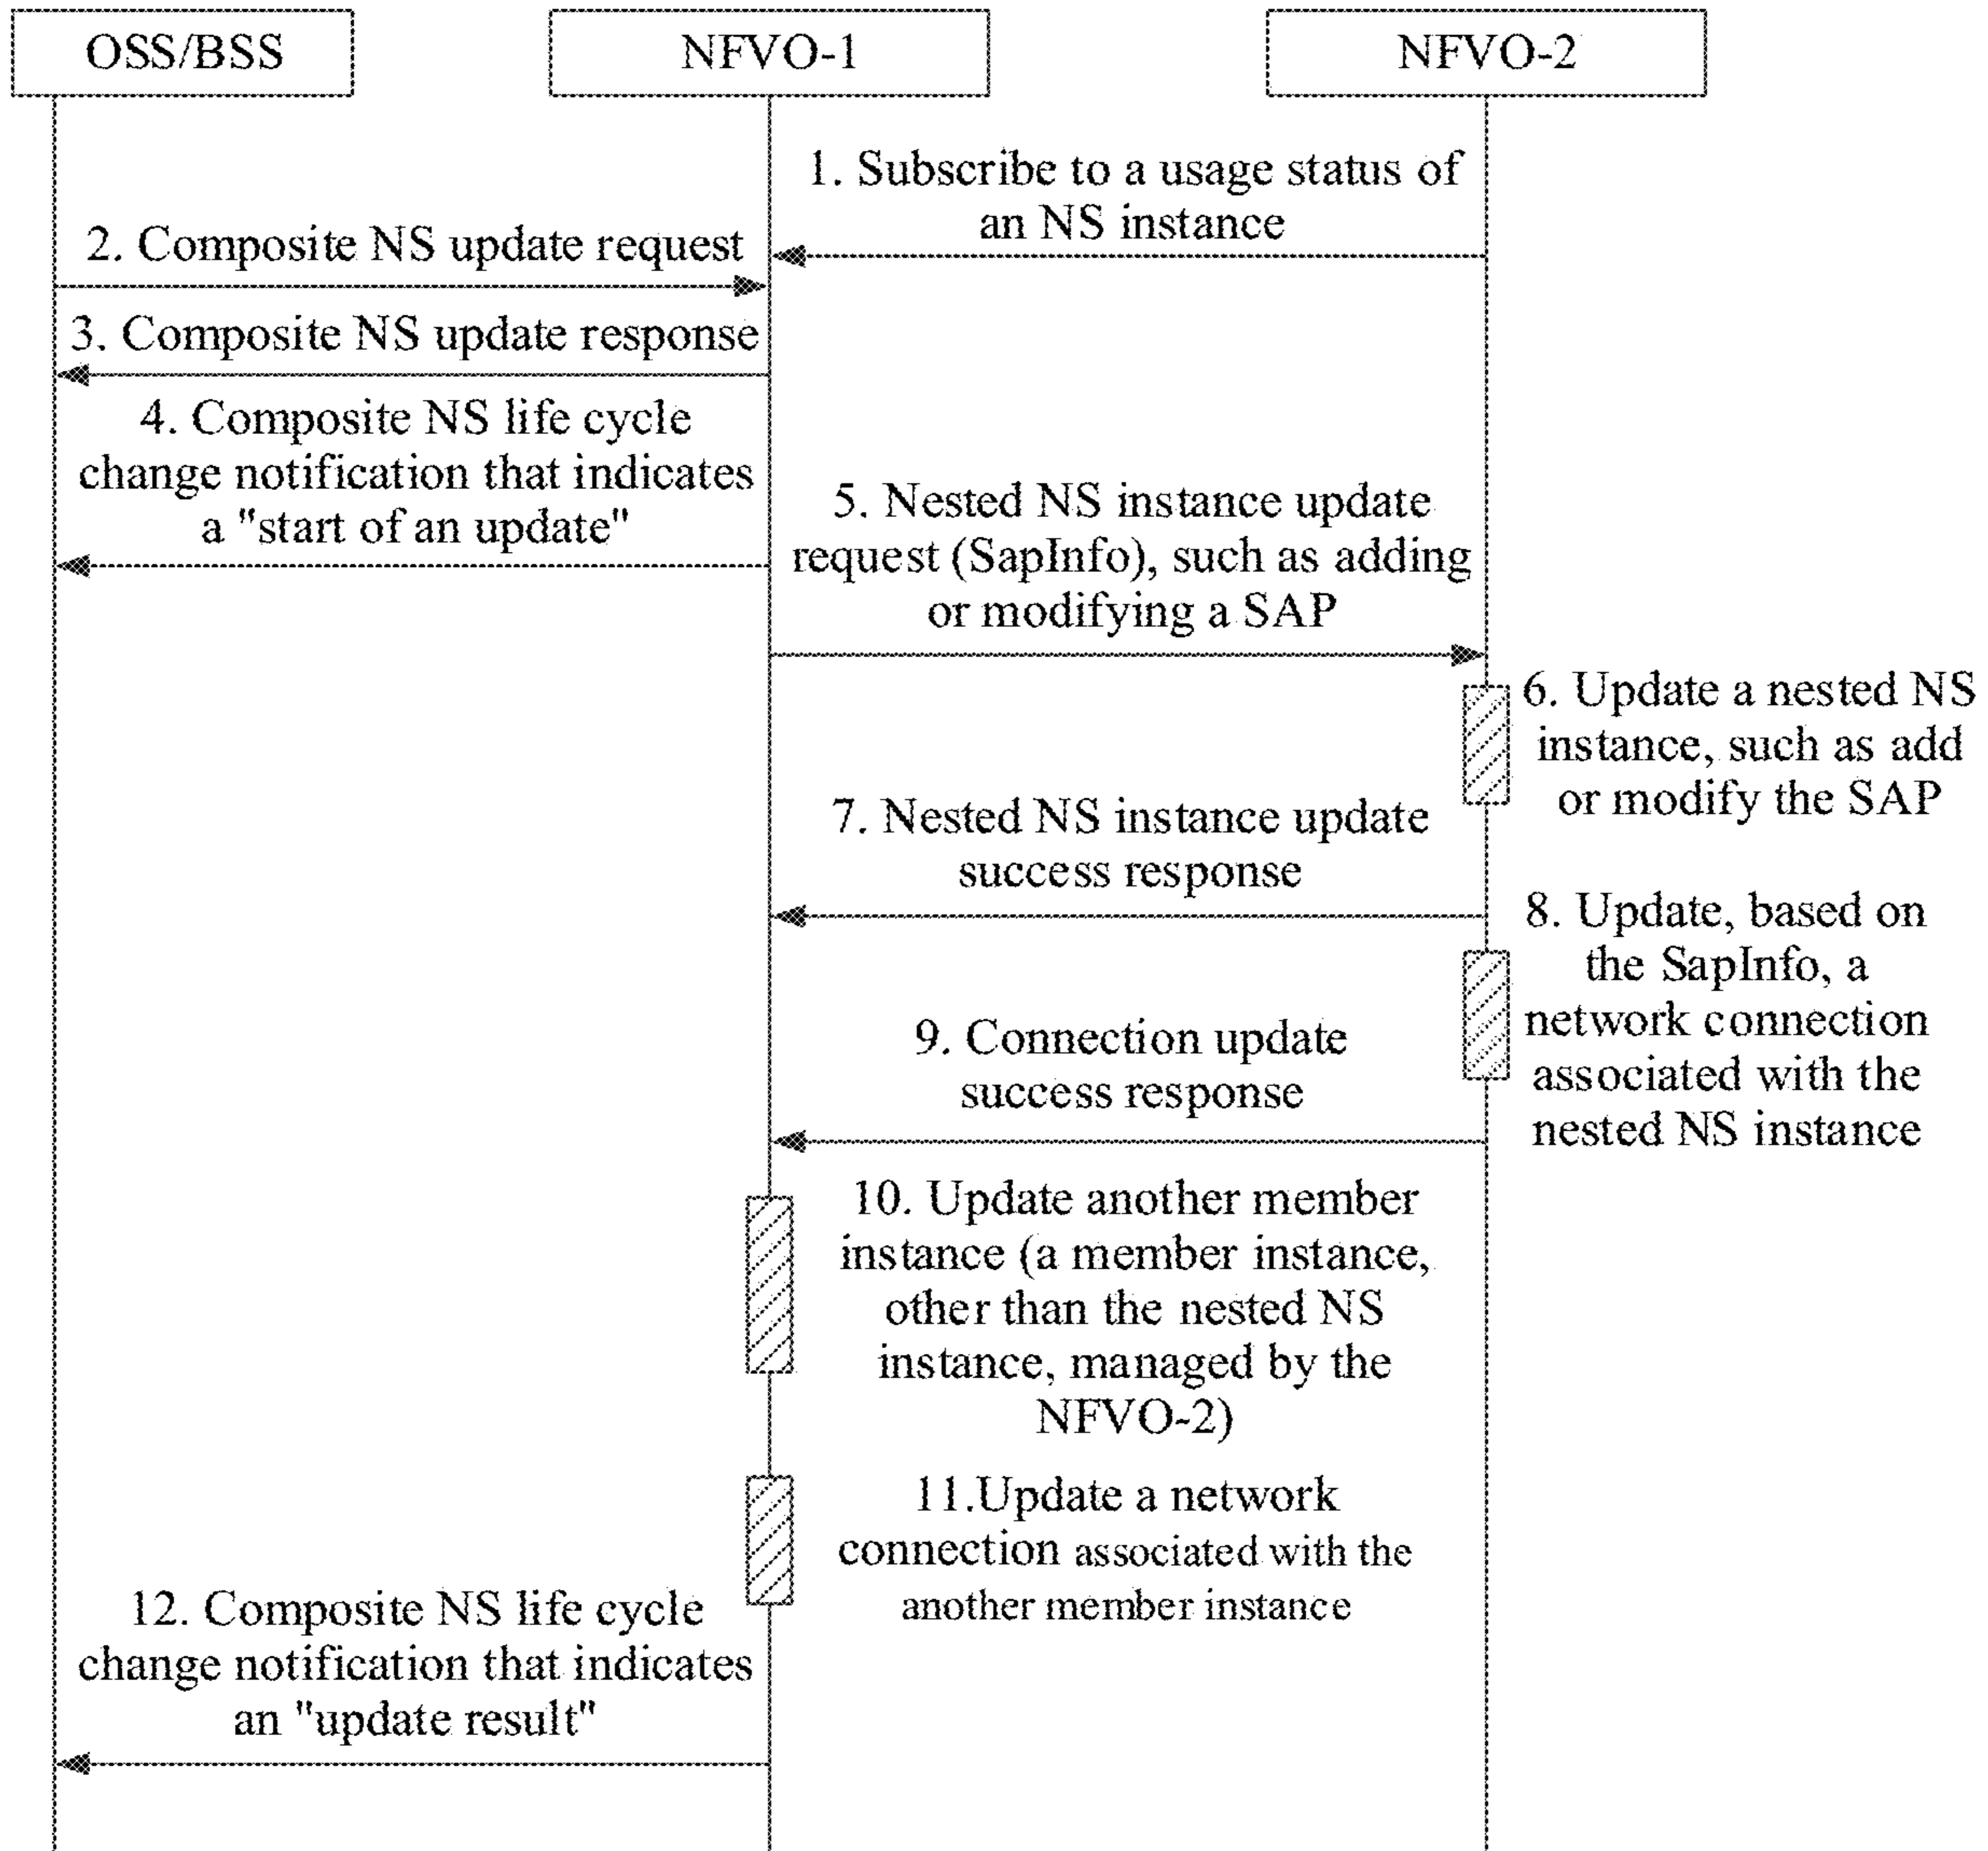 OSS/BSS
NFVO-1
NFVO-2
1. Subscribe to a usage status of
an NS instance
2. Composite NS update request
3. Composite NS update response
4. Composite NS life cycle
change notification that indicates
a "start of an update"
5. Nested NS instance update
request (SapInfo), such as adding
or modifying a SAP
6. Update a nested NS
instance, such as add
or modify the SAP
7. Nested NS instance update
success response
8. Update, based on
the SapInfo, a
network connection
associated with the
nested NS instance
9. Connection update
success response
10. Update another member
instance (a member instance,
other than the nested NS
instance, managed by the
NFVO-2)
11.Update a network
connection associated with the
another member instance
12. Composite NS life cycle
change notification that indicates
an "update result"